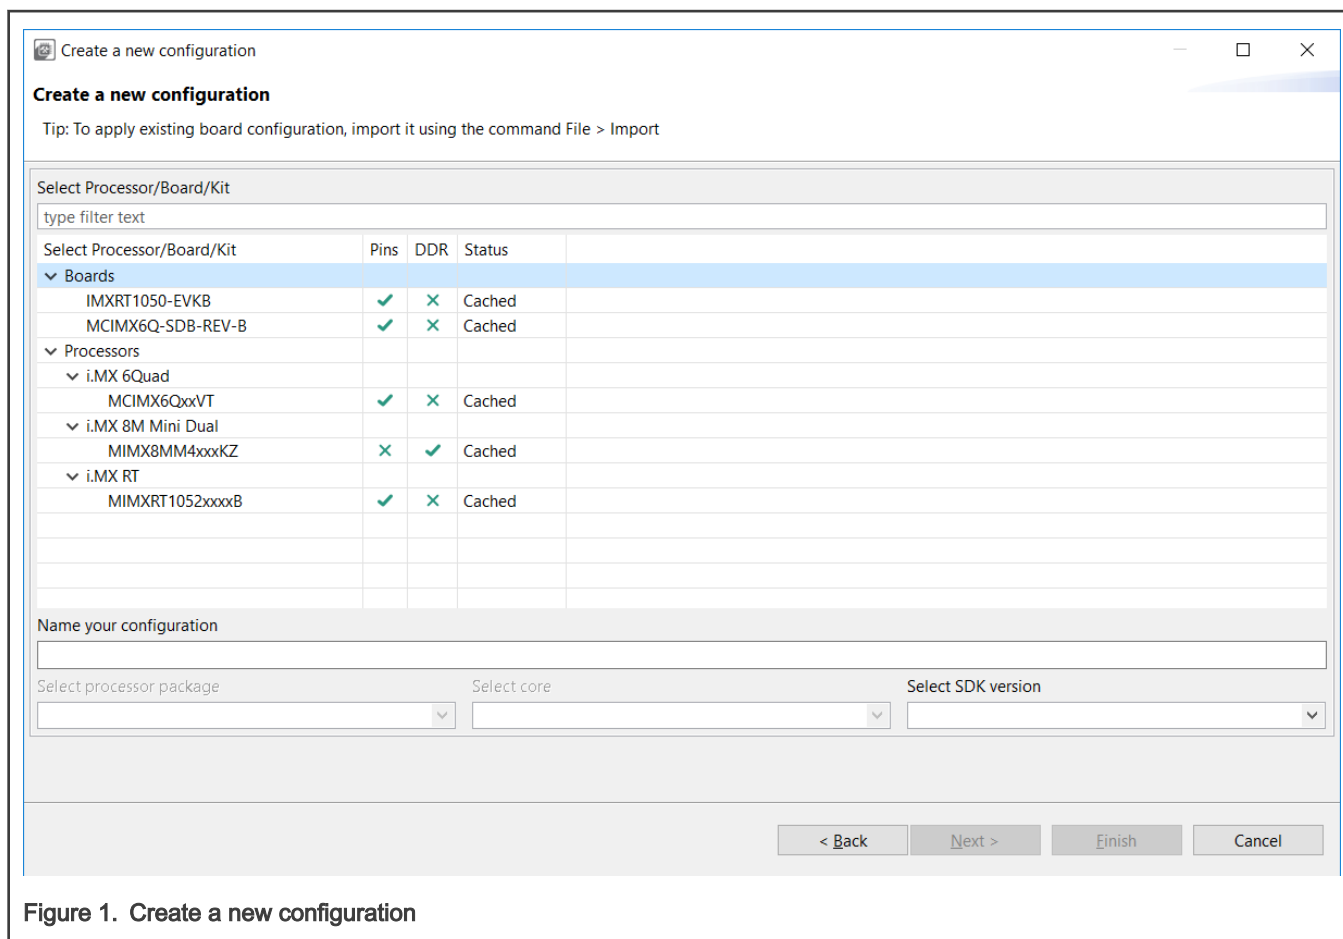 Create a new configuration
Create a new configuration
Tip: To apply existing board configuration, import it using the command File > Import
Select Processor/Board/Kit
type filter text
Select Processor/Board/Kit Pins DDR Status
Boards
IMXRT1050-EVKB Cached
MCIMX6Q-SDB-REV-B Cached
Processors
i.MX 6Quad
MCIMX6QxxVT Cached
i.MX 8M Mini Dual
MIMX8MM4xxxKZ Cached
i.MX RT
MIMXRT1052xxxxB Cached
Name your configuration
Select processor package Select core Select SDK version
< Back Next > Finish Cancel
Figure 1. Create a new configuration